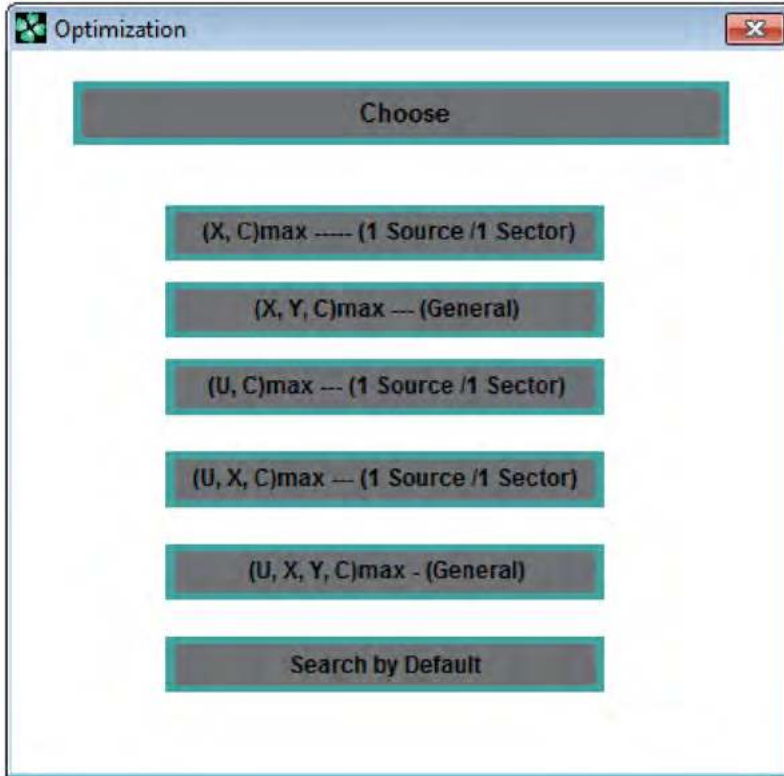 Optimization
Choose
(X, C)max ----- (1 Source /1 Sector)
(X, Y, C)max --- (General)
(U, C)max --- (1 Source /1 Sector)
(U, X, C)max --- (1 Source /1 Sector)
(U, X, Y, C)max - (General)
Search by Default